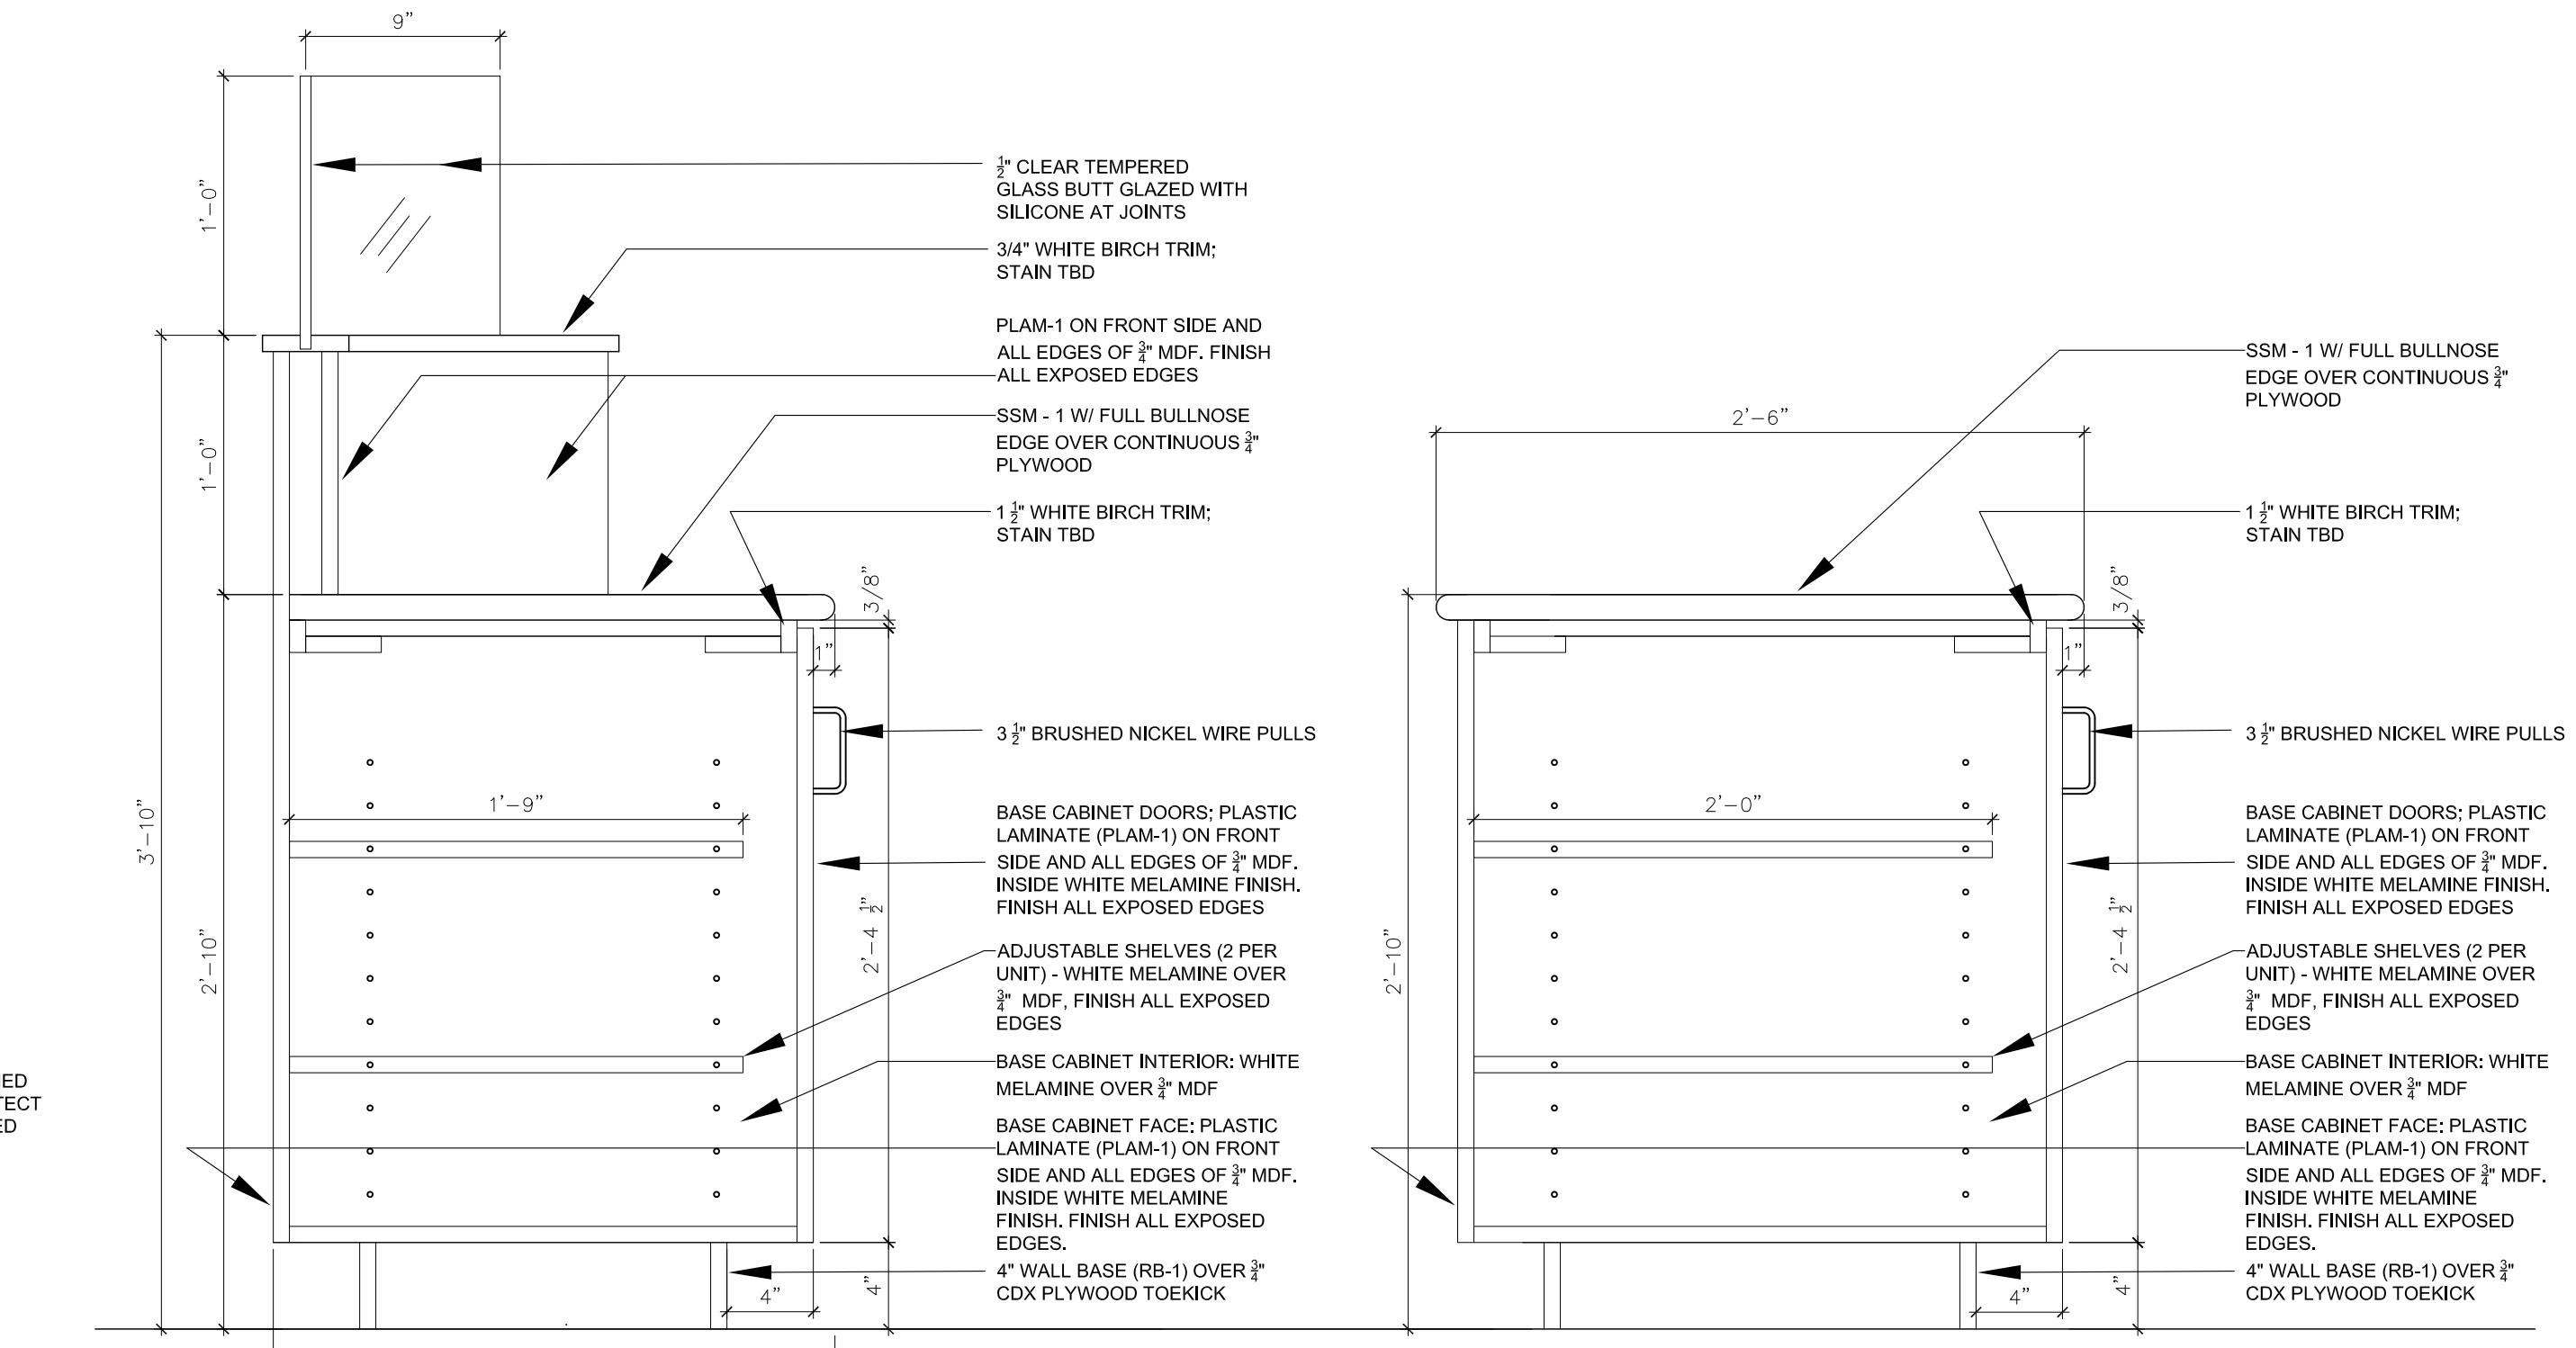 9"
1'-0"
1'-0"
3'-10"
2'-10"
1'-9"
3/8"
1"
2'-4 1/2"
4"
4"
1/2" CLEAR TEMPERED
GLASS BUTT GLAZED WITH
SILICONE AT JOINTS
3/4" WHITE BIRCH TRIM;
STAIN TBD
PLAM-1 ON FRONT SIDE AND
ALL EDGES OF 3/4" MDF. FINISH
ALL EXPOSED EDGES
SSM - 1 W/ FULL BULLNOSE
EDGE OVER CONTINUOUS 3/4"
PLYWOOD
1 1/2" WHITE BIRCH TRIM;
STAIN TBD
3 1/2" BRUSHED NICKEL WIRE PULLS
BASE CABINET DOORS; PLASTIC
LAMINATE (PLAM-1) ON FRONT
SIDE AND ALL EDGES OF 3/4" MDF.
INSIDE WHITE MELAMINE FINISH.
FINISH ALL EXPOSED EDGES
ADJUSTABLE SHELVES (2 PER
UNIT) - WHITE MELAMINE OVER
3/4" MDF, FINISH ALL EXPOSED
EDGES
BASE CABINET INTERIOR: WHITE
MELAMINE OVER 3/4" MDF
BASE CABINET FACE: PLASTIC
LAMINATE (PLAM-1) ON FRONT
SIDE AND ALL EDGES OF 3/4" MDF.
INSIDE WHITE MELAMINE
FINISH. FINISH ALL EXPOSED
EDGES.
4" WALL BASE (RB-1) OVER 3/4"
CDX PLYWOOD TOEKICK
2'-6"
2'-10"
2'-0"
3/8"
1"
2'-4 1/2"
4"
4"
SSM - 1 W/ FULL BULLNOSE
EDGE OVER CONTINUOUS 3/4"
PLYWOOD
1 1/2" WHITE BIRCH TRIM;
STAIN TBD
3 1/2" BRUSHED NICKEL WIRE PULLS
BASE CABINET DOORS; PLASTIC
LAMINATE (PLAM-1) ON FRONT
SIDE AND ALL EDGES OF 3/4" MDF.
INSIDE WHITE MELAMINE FINISH.
FINISH ALL EXPOSED EDGES
ADJUSTABLE SHELVES (2 PER
UNIT) - WHITE MELAMINE OVER
3/4" MDF, FINISH ALL EXPOSED
EDGES
BASE CABINET INTERIOR: WHITE
MELAMINE OVER 3/4" MDF
BASE CABINET FACE: PLASTIC
LAMINATE (PLAM-1) ON FRONT
SIDE AND ALL EDGES OF 3/4" MDF.
INSIDE WHITE MELAMINE
FINISH. FINISH ALL EXPOSED
EDGES.
4" WALL BASE (RB-1) OVER 3/4"
CDX PLYWOOD TOEKICK